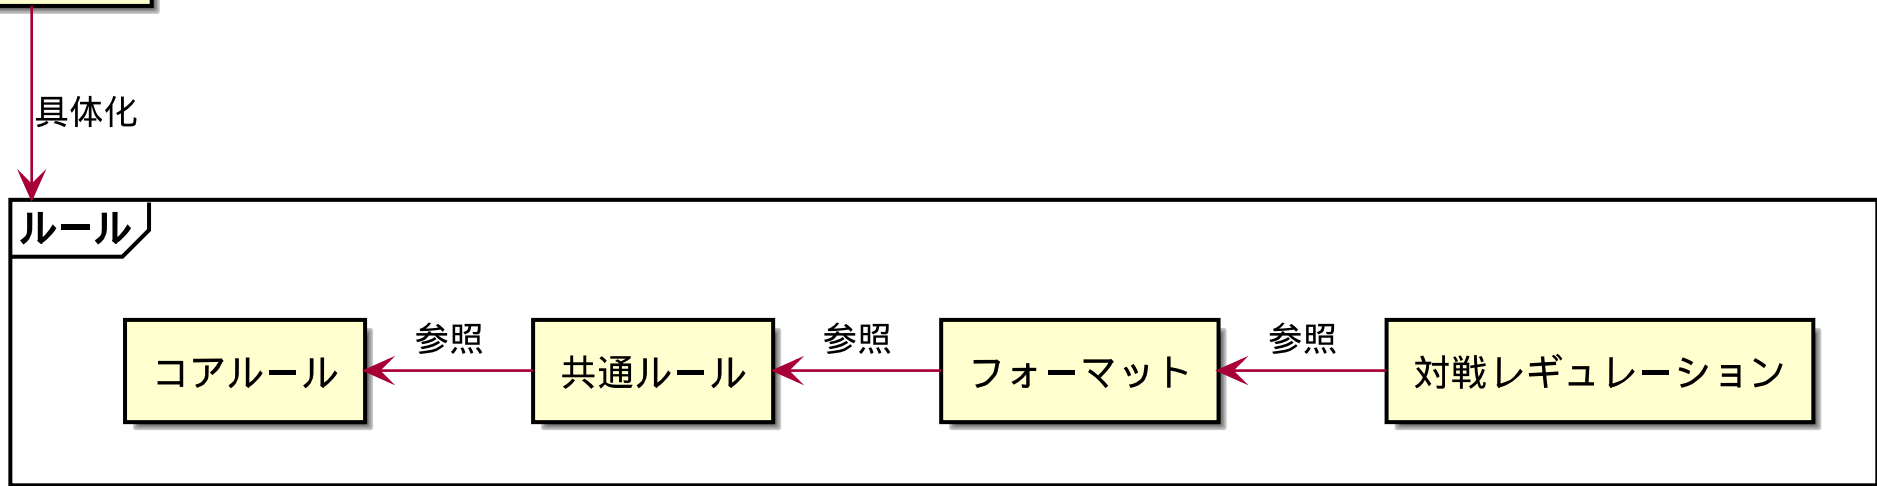 具体化
ルール
参照
参照
参照
コアルール
共通ルール
フォーマット
対戦レギュレーション